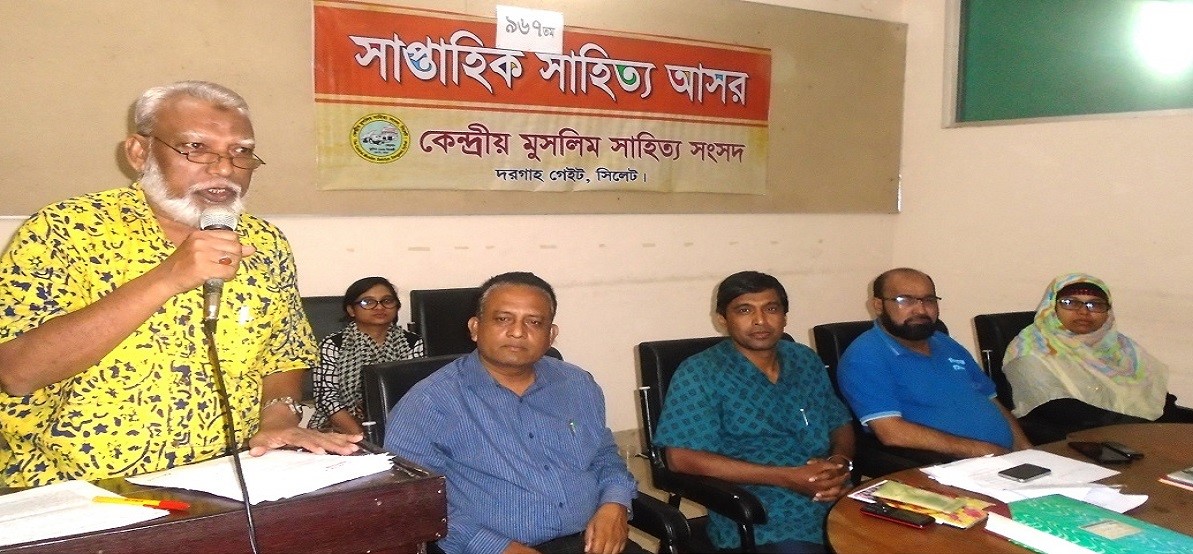 ৯৬৭তম
সাপ্তাহিক সাহিত্য আসর
কেন্দ্রীয় মুসলিম সাহিত্য সংসদ
দরগাহ গেইট, সিলেট।